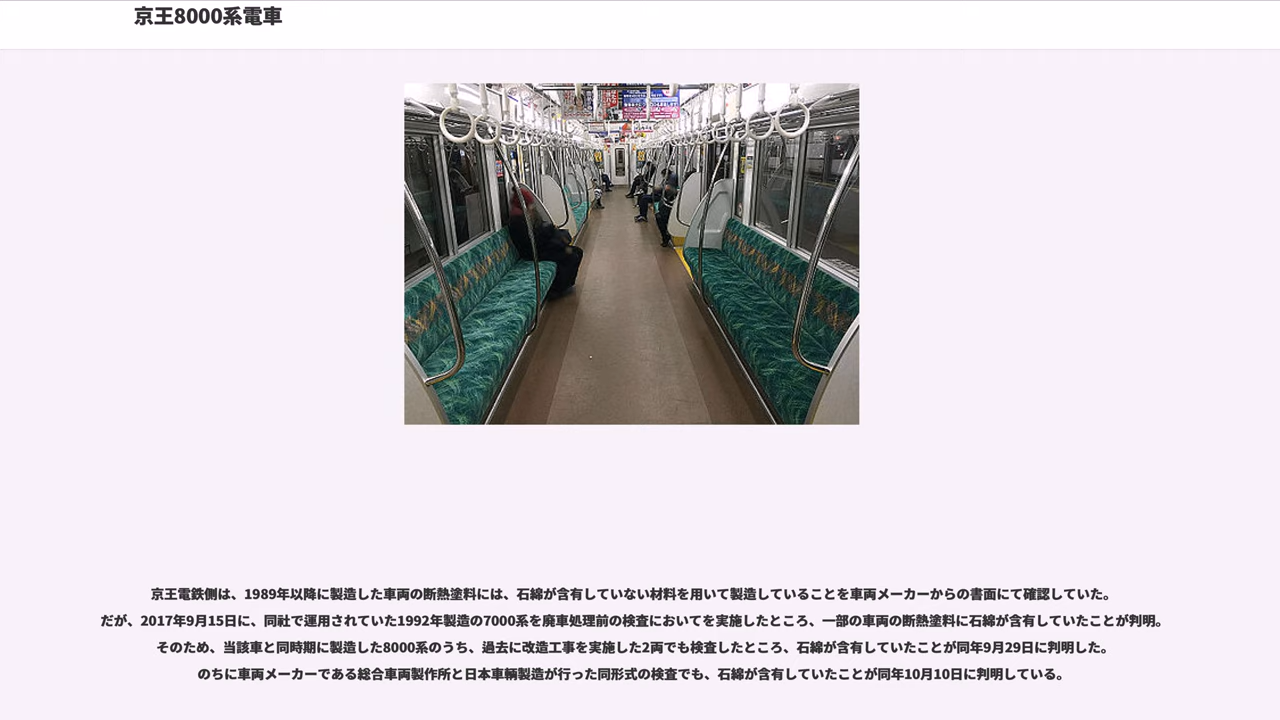 京王8000系電車
京王電鉄側は、1989年以降に製造した車両の断熱塗料には、石綿が含有していない材料を用いて製造していることを車両メーカーからの書面にて確認していた。
だが、2017年9月15日に、同社で運用されていた1992年製造の7000系を廃車処理前の検査においてを実施したところ、一部の車両の断熱塗料に石綿が含有していたことが判明。
そのため、当該車と同時期に製造した8000系のうち、過去に改造工事を実施した2両でも検査したところ、石綿が含有していたことが同年9月29日に判明した。
のちに車両メーカーである総合車両製作所と日本車輌製造が行った同形式の検査でも、石綿が含有していたことが同年10月10日に判明している。